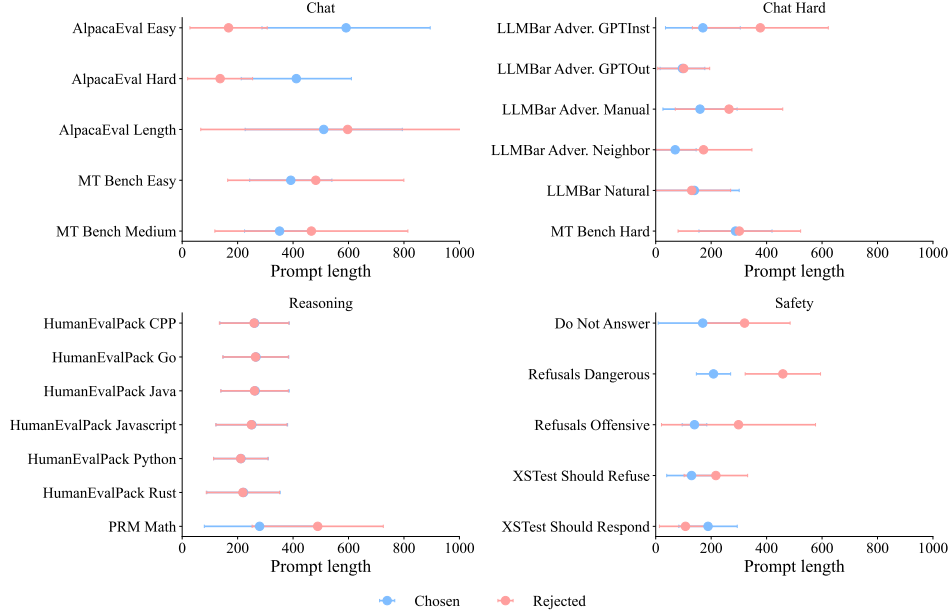 Chat
AlpacaEval Easy
AlpacaEval Hard
AlpacaEval Length
MT Bench Easy
MT Bench Medium
0 200 400 600 800 1000
Prompt length
Chat Hard
LLMBar Adver. GPTInst
LLMBar Adver. GPTOut
LLMBar Adver. Manual
LLMBar Adver. Neighbor
LLMBar Natural
MT Bench Hard
0 200 400 600 800 1000
Prompt length
Reasoning
HumanEvalPack CPP
HumanEvalPack Go
HumanEvalPack Java
HumanEvalPack Javascript
HumanEvalPack Python
HumanEvalPack Rust
PRM Math
0 200 400 600 800 1000
Prompt length
Safety
Do Not Answer
Refusals Dangerous
Refusals Offensive
XSTest Should Refuse
XSTest Should Respond
0 200 400 600 800 1000
Prompt length
Chosen Rejected